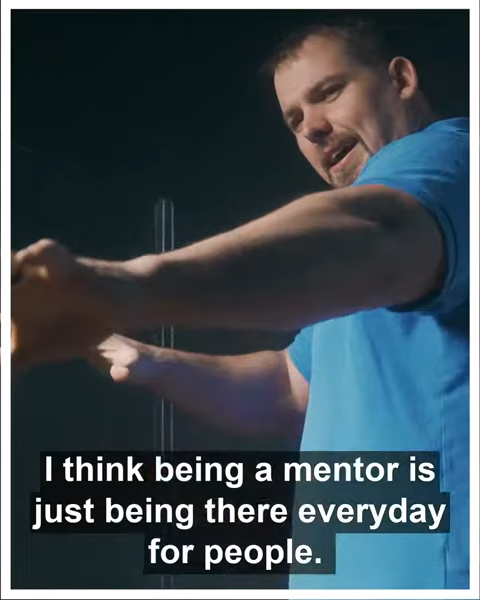 I think being a mentor is
just being there everyday
for people.